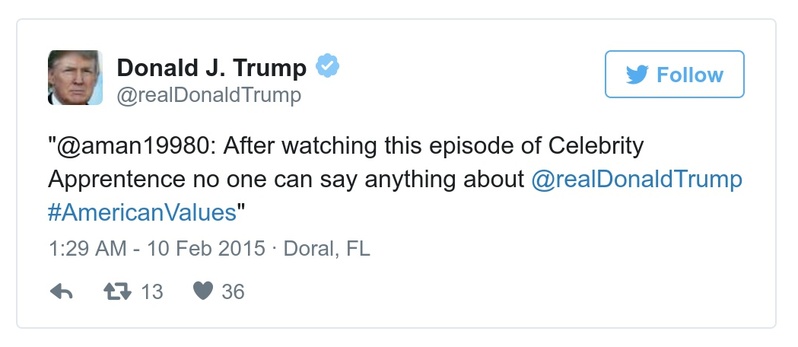 Donald J. Trump
@realDonaldTrump
Follow
"@aman19980: After watching this episode of Celebrity
Apprentence no one can say anything about @realDonaldTrump
#AmericanValues"
1:29 AM - 10 Feb 2015 · Doral, FL
13 36